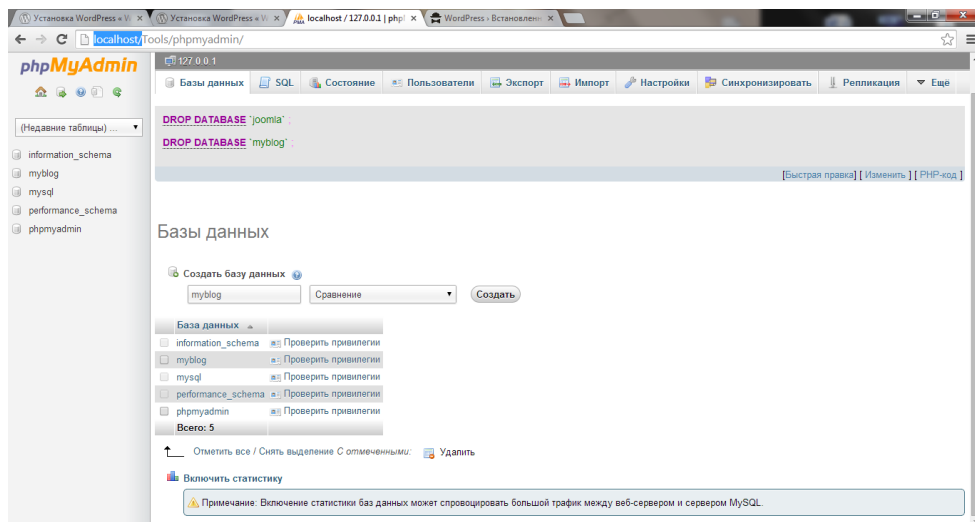 Установка WordPress « W
Установка WordPress « W
localhost / 127.0.0.1 | phpM
WordPress › Встановленн
localhost/Tools/phpmyadmin/
phpMyAdmin
(Недавние таблицы) ...
information_schema
myblog
mysql
performance_schema
phpmyadmin
127.0.0.1
Базы данных SQL Состояние Пользователи Экспорт Импорт Настройки Синхронизировать Репликация Ещё
DROP DATABASE `joomla` ;
DROP DATABASE `myblog` ;
[Быстрая правка] [ Изменить ] [ PHP-код ]
Базы данных
Создать базу данных
myblog Сравнение Создать
База данных
information_schema Проверить привилегии
myblog Проверить привилегии
mysql Проверить привилегии
performance_schema Проверить привилегии
phpmyadmin Проверить привилегии
Всего: 5
Отметить все / Снять выделение С отмеченными: Удалить
Включить статистику
Примечание: Включение статистики баз данных может спровоцировать большой трафик между веб-сервером и сервером MySQL.